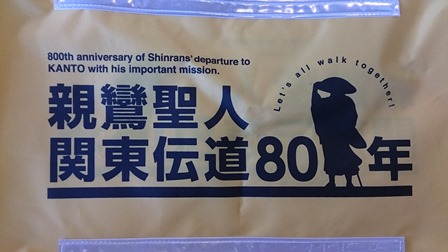 800th anniversary of Shinrans' departure to
KANTO with his important mission.
Let's all walk together!
親鸞聖人
関東伝道80年